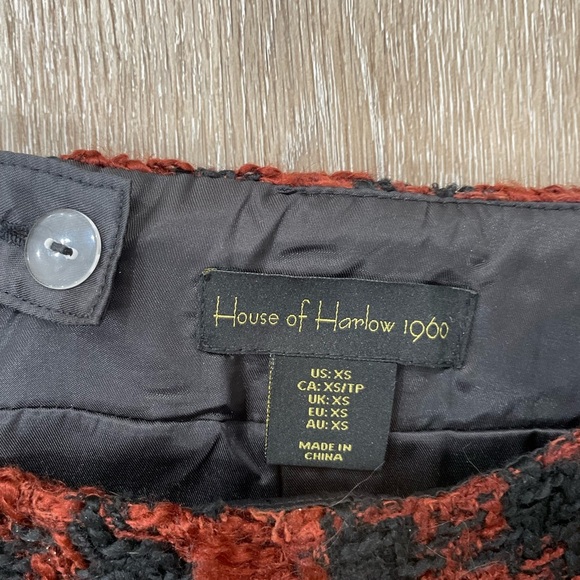 House of Harlow 1960
US: XS
CA: XS/TP
UK: XS
EU: XS
AU: XS
MADE IN
CHINA